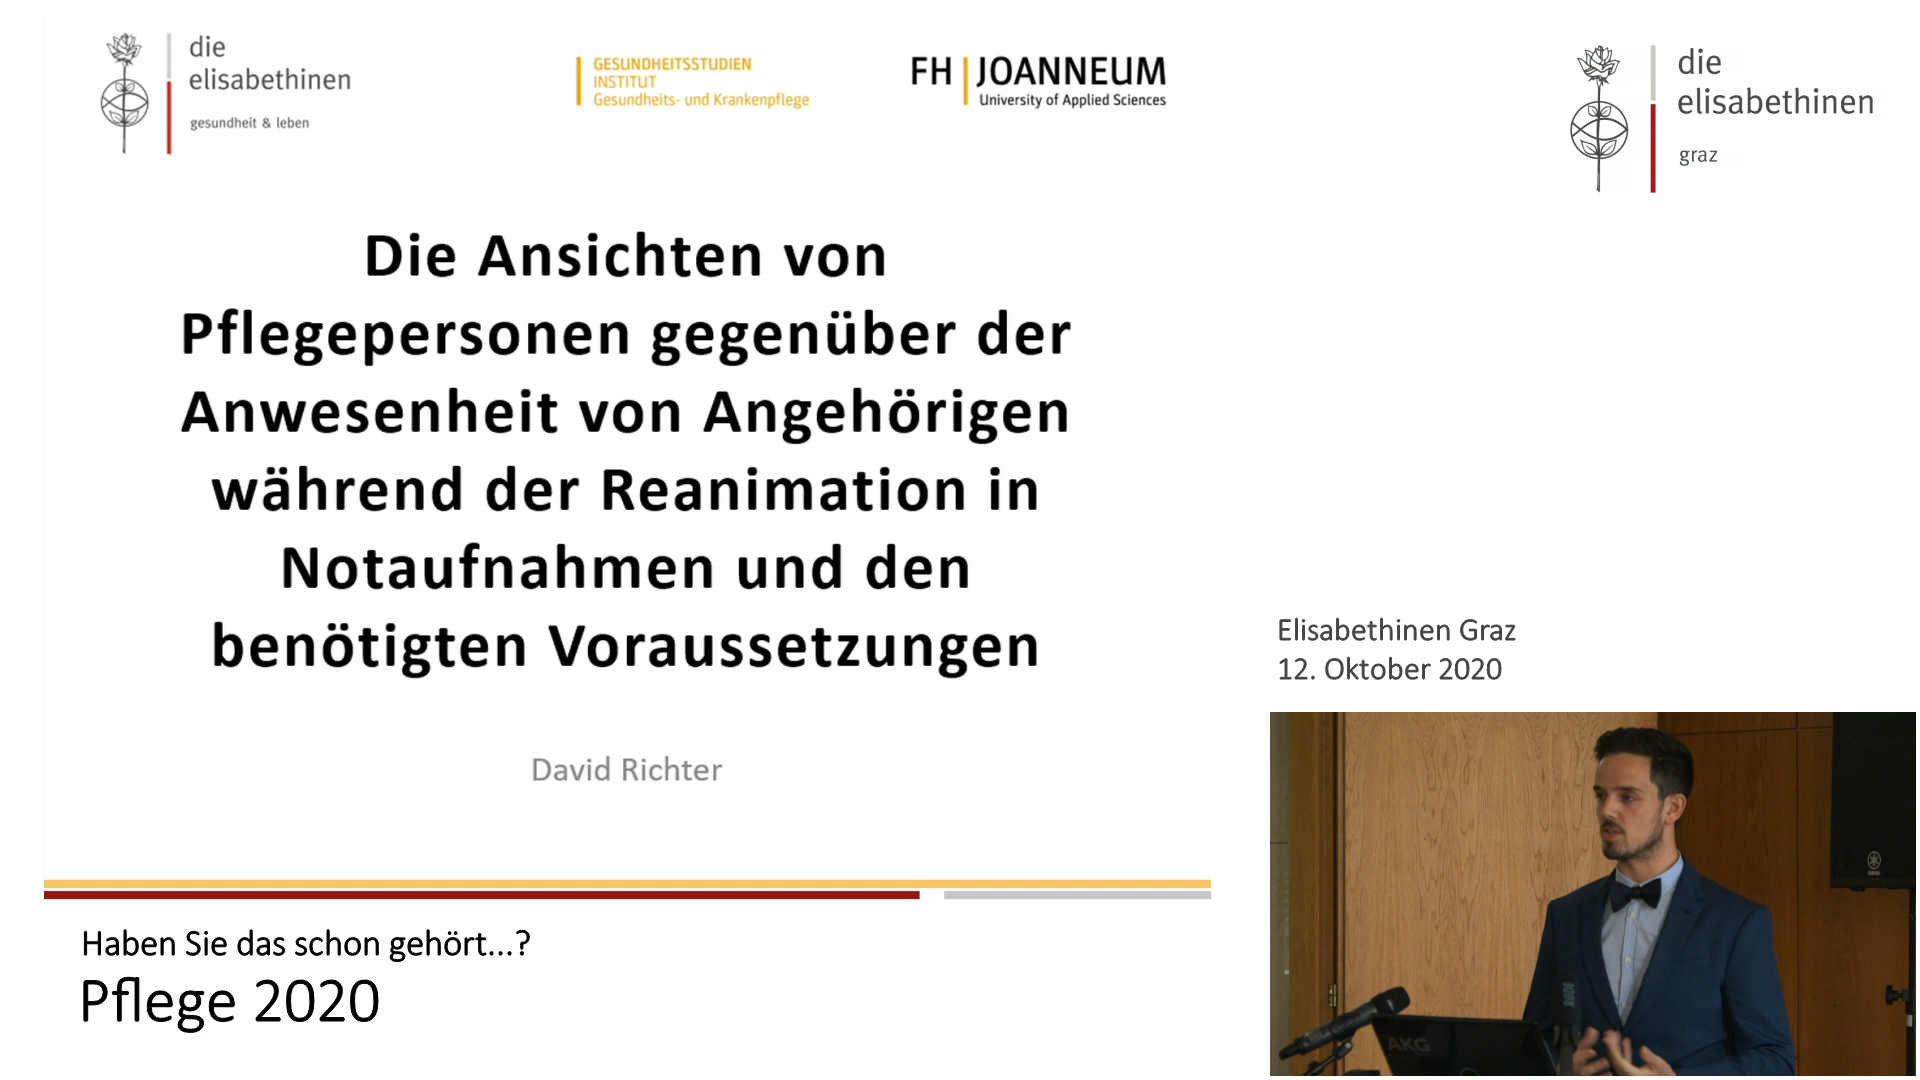 die
elisabethinen
gesundheit & leben
GESUNDHEITSSTUDIEN
INSTITUT
Gesundheits- und Krankenpflege
FH JOANNEUM
University of Applied Sciences
die
elisabethinen
graz
Die Ansichten von
Pflegepersonen gegenüber der
Anwesenheit von Angehörigen
während der Reanimation in
Notaufnahmen und den
benötigten Voraussetzungen
David Richter
Elisabethinen Graz
12. Oktober 2020
Haben Sie das schon gehört...?
Pflege 2020
RØDE
AKG